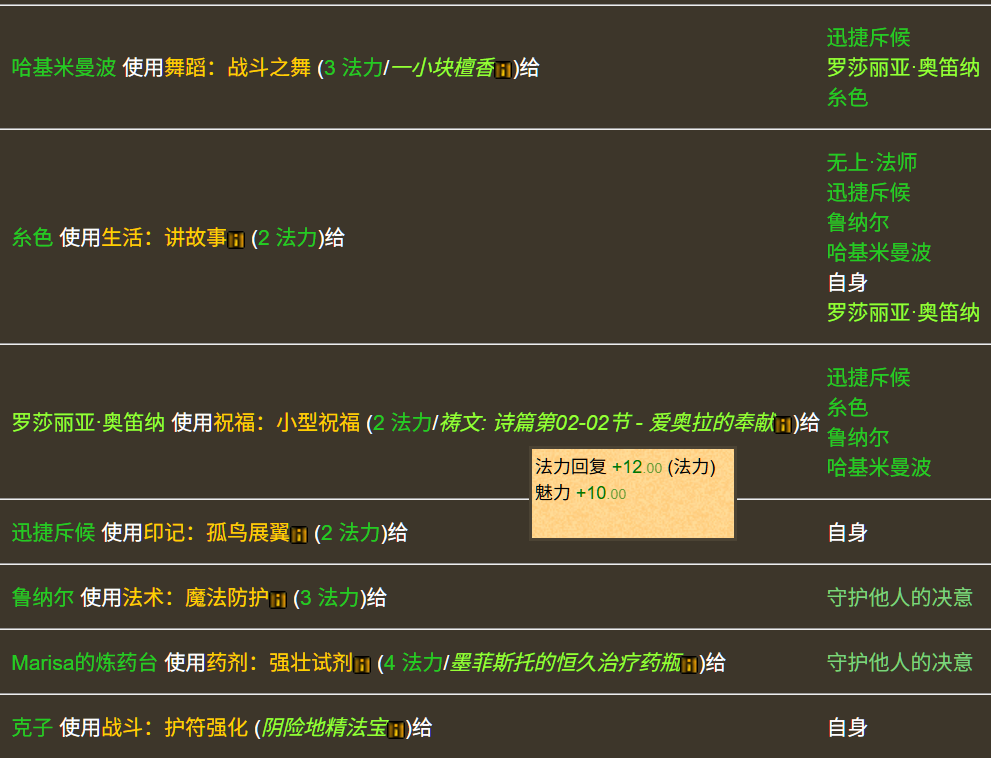 迅捷斥候
哈基米曼波 使用舞蹈：战斗之舞 (3 法力/一小块檀香)给
罗莎丽亚·奥笛纳
糸色
无上·法师
迅捷斥候
鲁纳尔
糸色 使用生活：讲故事 (2 法力)给
哈基米曼波
自身
罗莎丽亚·奥笛纳
迅捷斥候
糸色
罗莎丽亚·奥笛纳 使用祝福：小型祝福 (2 法力/祷文: 诗篇第02-02节 - 爱奥拉的奉献)给
鲁纳尔
哈基米曼波
法力回复 +12.00 (法力)
魅力 +10.00
迅捷斥候 使用印记：孤鸟展翼 (2 法力)给 自身
鲁纳尔 使用法术：魔法防护 (3 法力)给 守护他人的决意
Marisa的炼药台 使用药剂：强壮试剂 (4 法力/墨菲斯托的恒久治疗药瓶)给 守护他人的决意
克子 使用战斗：护符强化 (阴险地精法宝)给 自身